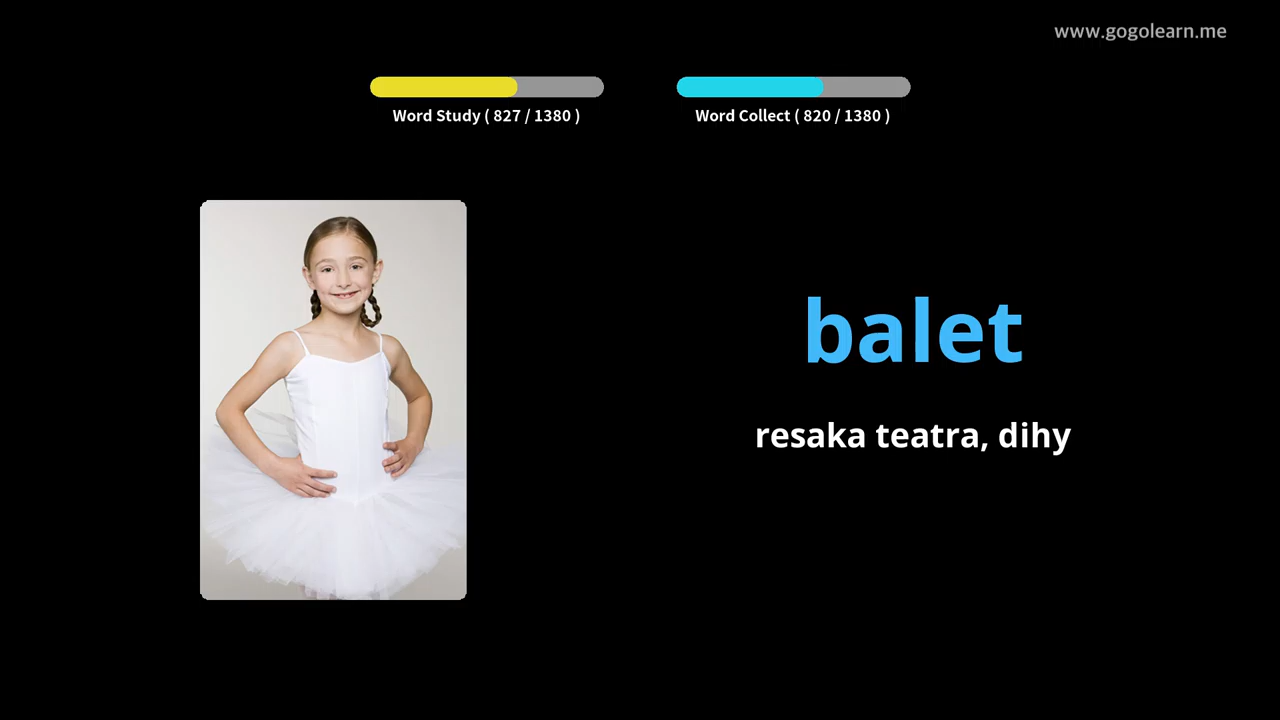 www.gogolearn.me
Word Study ( 827 / 1380 )
Word Collect ( 820 / 1380 )
balet
resaka teatra, dihy